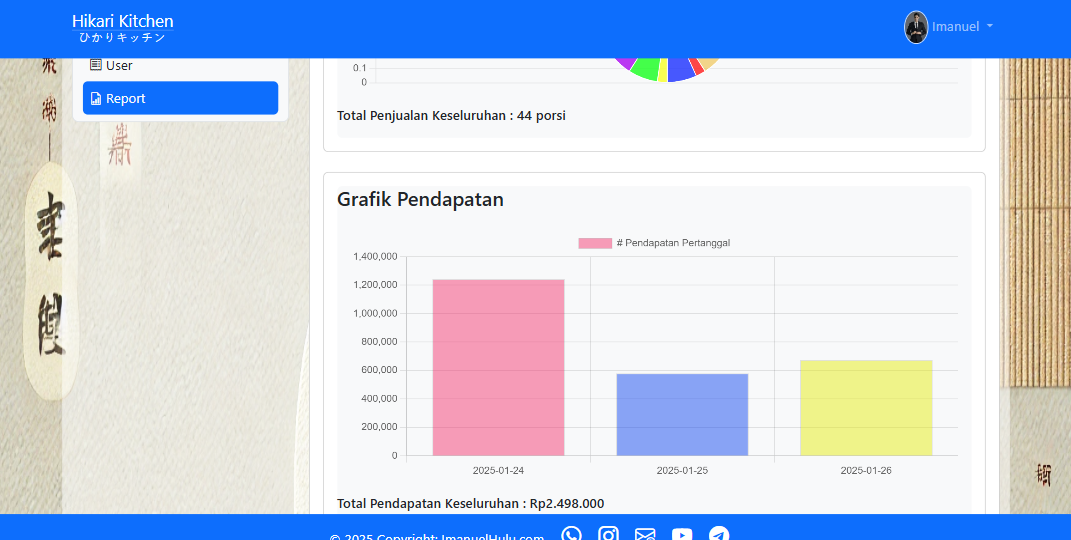 Hikari Kitchen
ひかりキッチン
Imanuel
User
Report
0.1
0
Total Penjualan Keseluruhan : 44 porsi
Grafik Pendapatan
# Pendapatan Pertanggal
1,400,000
1,200,000
1,000,000
800,000
600,000
400,000
200,000
0
2025-01-24
2025-01-25
2025-01-26
Total Pendapatan Keseluruhan : Rp2.498.000
© 2025 Copyright: ImanuelHulu.com